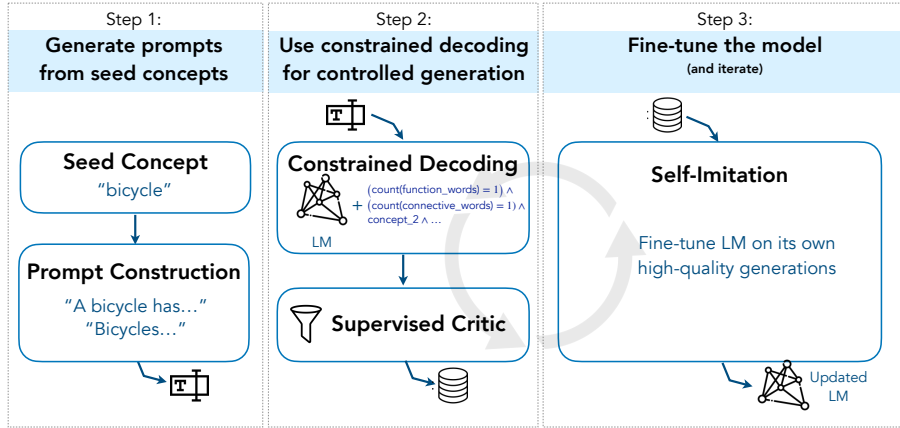 Step 1:
Generate prompts
from seed concepts
Seed Concept
“bicycle”
Prompt Construction
“A bicycle has...”
“Bicycles...”
T
Step 2:
Use constrained decoding
for controlled generation
T
Constrained Decoding
LM
+
(count(function_words) = 1) ∧
(count(connective_words) = 1) ∧
concept_2 ∧ …
Supervised Critic
Step 3:
Fine-tune the model
(and iterate)
:
Self-Imitation
Fine-tune LM on its own
high-quality generations
Updated
LM